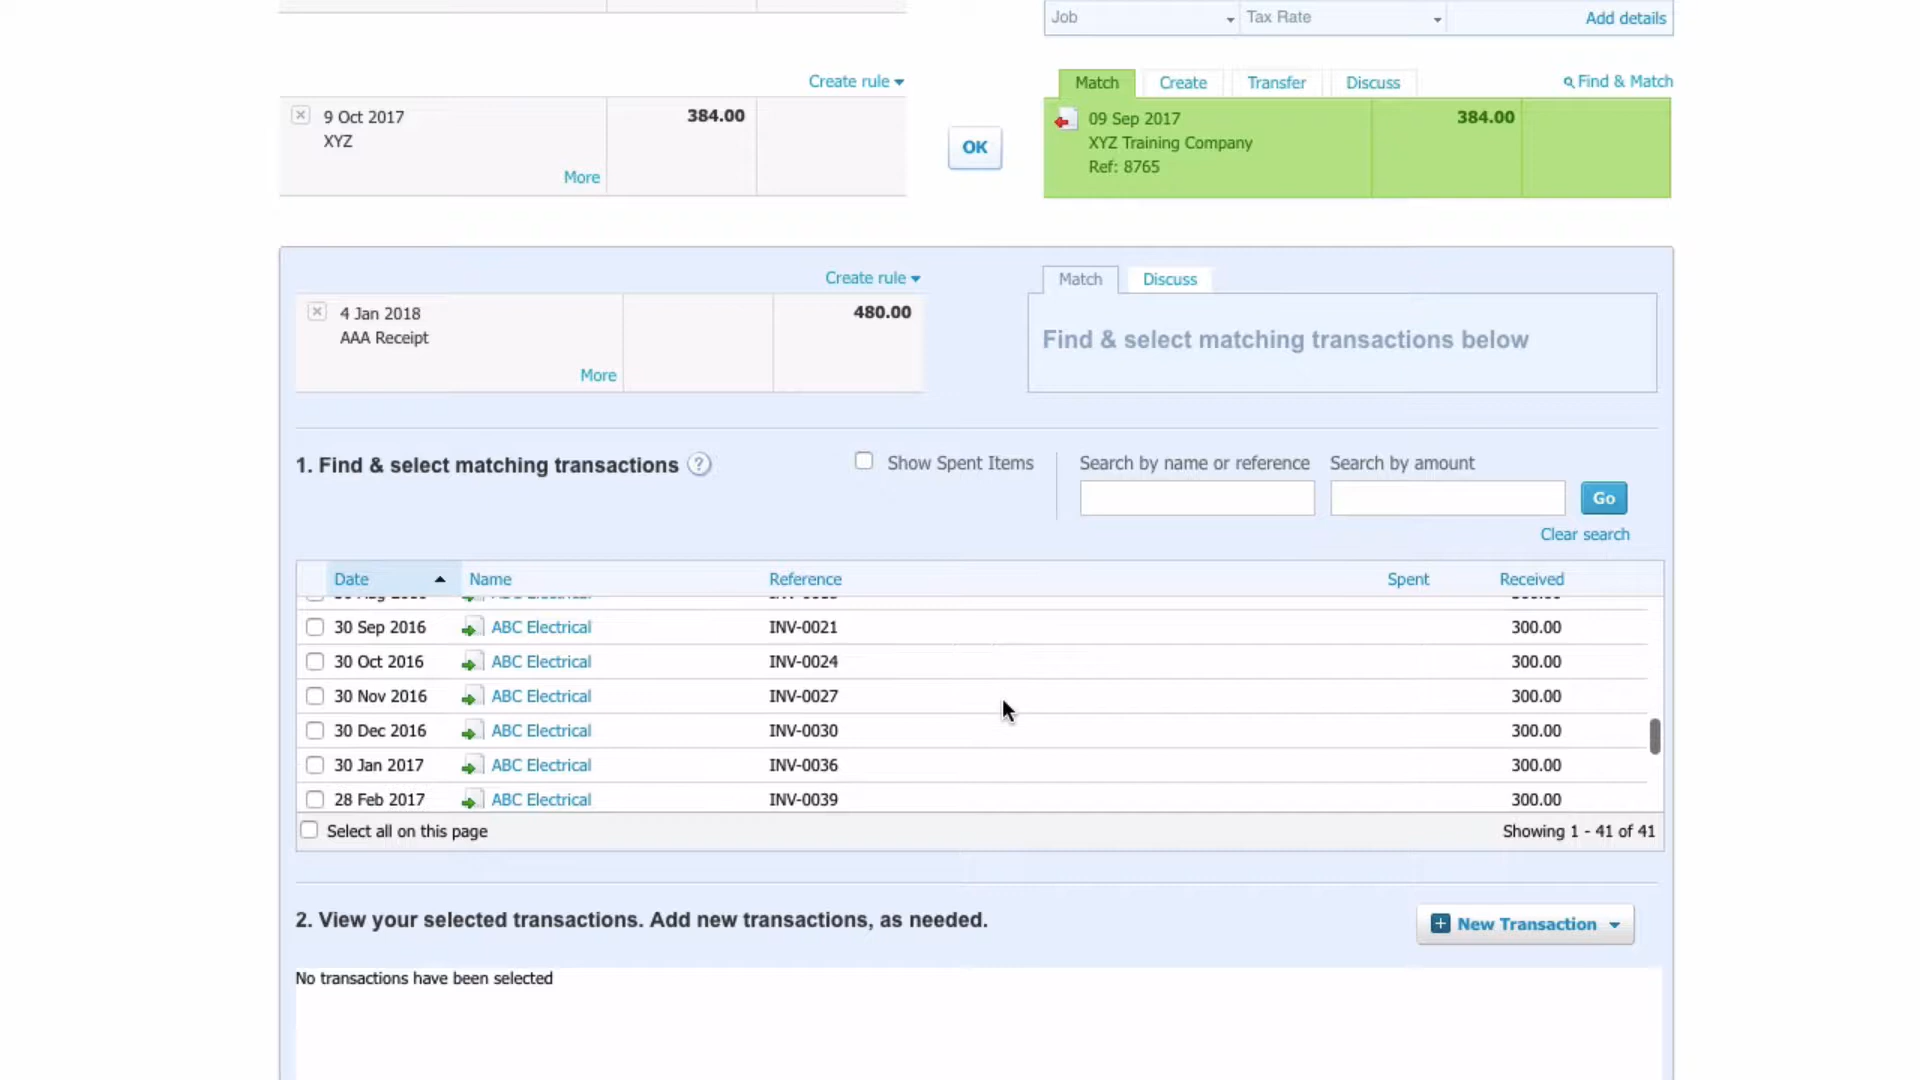 Job
Tax Rate
Add details
Create rule
Match
Create
Transfer
Discuss
Find & Match
9 Oct 2017
384.00
XYZ
More
OK
09 Sep 2017
384.00
XYZ Training Company
Ref: 8765
Create rule
Match
Discuss
4 Jan 2018
480.00
AAA Receipt
More
Find & select matching transactions below
1. Find & select matching transactions ?
Show Spent Items
Search by name or reference
Search by amount
Go
Clear search
Date Name Reference Spent Received
30 Sep 2016 ABC Electrical INV-0021 300.00
30 Oct 2016 ABC Electrical INV-0024 300.00
30 Nov 2016 ABC Electrical INV-0027 300.00
30 Dec 2016 ABC Electrical INV-0030 300.00
30 Jan 2017 ABC Electrical INV-0036 300.00
28 Feb 2017 ABC Electrical INV-0039 300.00
Select all on this page
Showing 1 - 41 of 41
2. View your selected transactions. Add new transactions, as needed.
New Transaction
No transactions have been selected